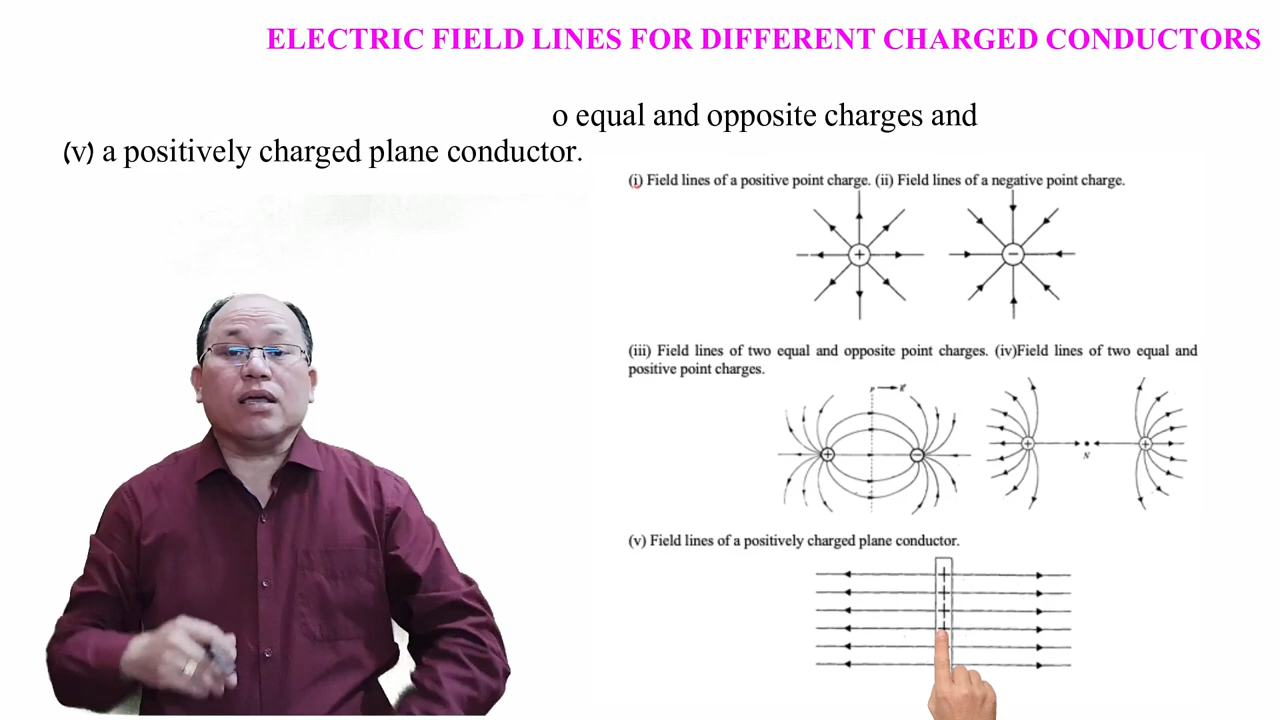 ELECTRIC FIELD LINES FOR DIFFERENT CHARGED CONDUCTORS
o equal and opposite charges and
(v) a positively charged plane conductor.
(i) Field lines of a positive point charge. (ii) Field lines of a negative point charge.
+ −
(iii) Field lines of two equal and opposite point charges. (iv)Field lines of two equal and
positive point charges.
P
+ − + N +
(v) Field lines of a positively charged plane conductor.
+
+
+
+